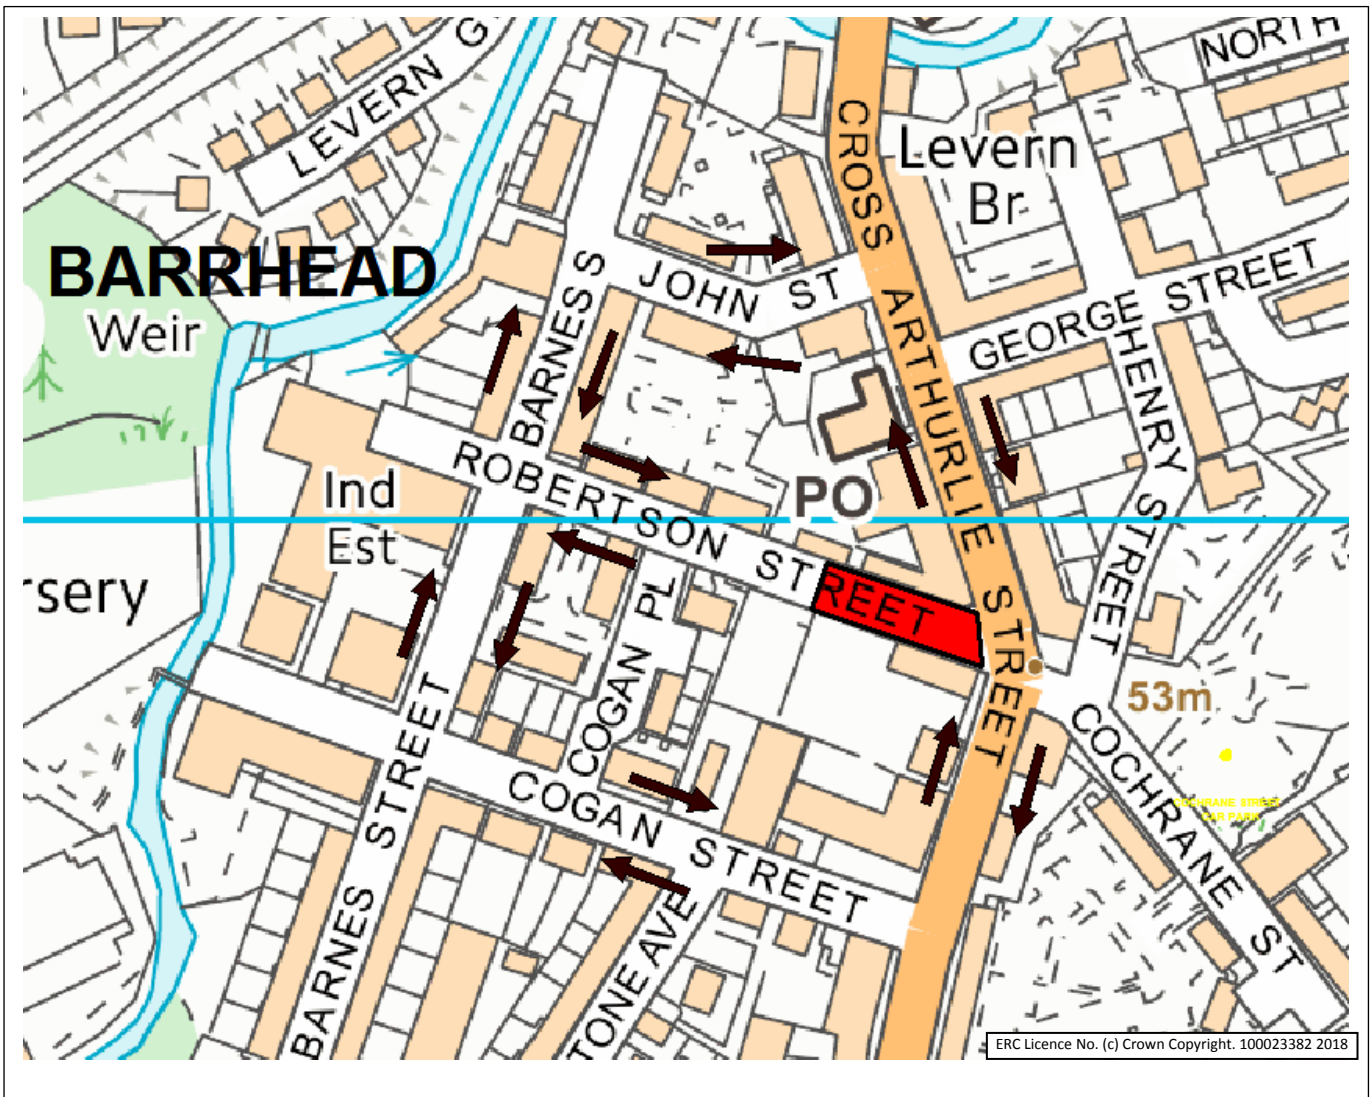 NORTH
LEVERN G
CROSS ARTHURLIE STREET
Levern
Br
BARRHEAD
Weir
JOHN ST
GEORGE STREET
HENRY STREET
BARNES S
ROBERTSON STREET
Ind
Est
PO
rsery
COGAN PL
53m
COCHRANE ST
COCHRANE STREET
CAR PARK
BARNES STREET
COGAN STREET
BARNES
TONE AVE
ERC Licence No. (c) Crown Copyright. 100023382 2018